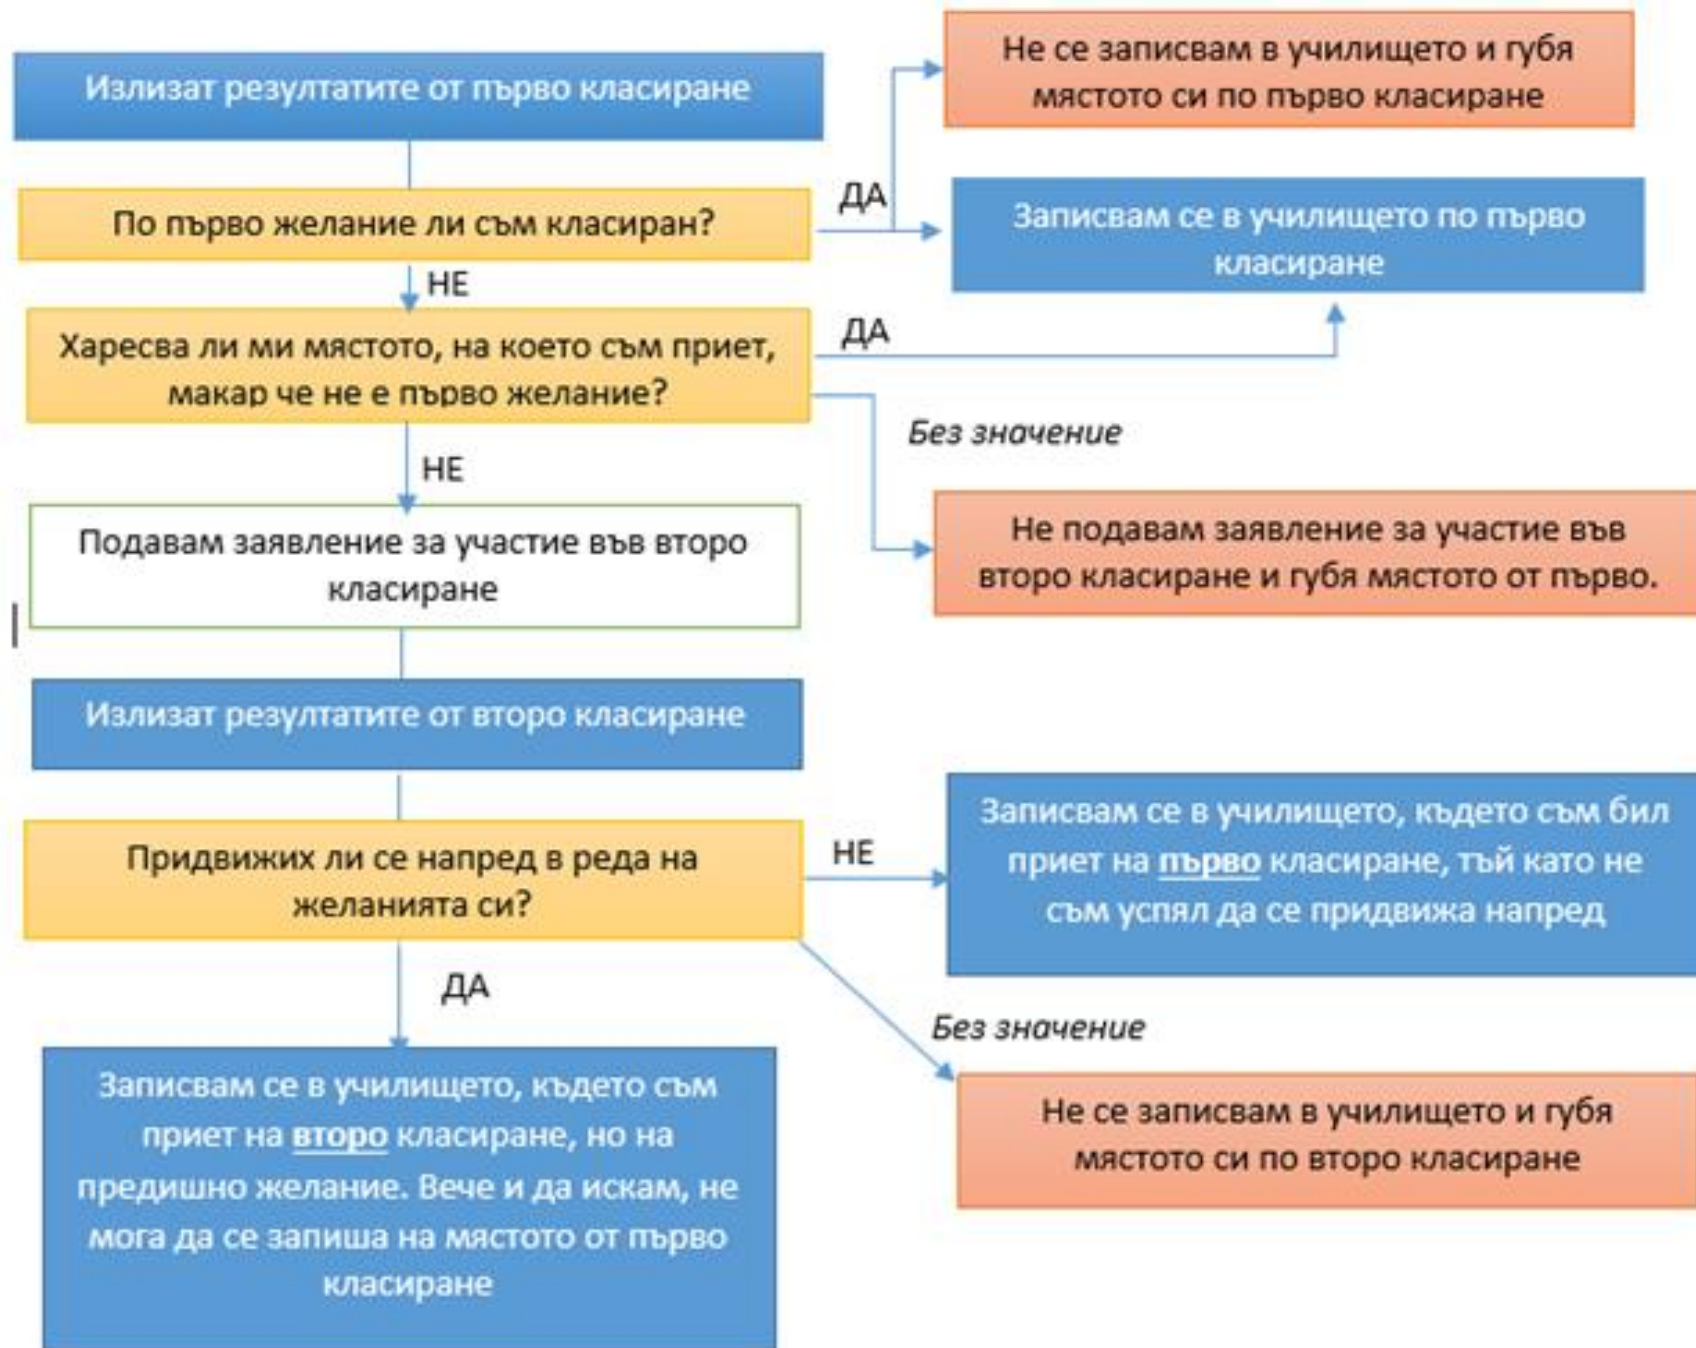 Излизат резултатите от първо класиране
Не се записвам в училището и губя
мястото си по първо класиране
ДА
По първо желание ли съм класиран?
Записвам се в училището по първо
класиране
НЕ
Харесва ли ми мястото, на което съм приет,
макар че не е първо желание?
ДА
Без значение
НЕ
Не подавам заявление за участие във
второ класиране и губя мястото от първо.
Подавам заявление за участие във второ
класиране
Излизат резултатите от второ класиране
Придвижих ли се напред в реда на
желанията си?
НЕ
Записвам се в училището, където съм бил
приет на първо класиране, тъй като не
съм успял да се придвижа напред
ДА
Без значение
Записвам се в училището, където съм
приет на второ класиране, но на
предишно желание. Вече и да искам, не
мога да се запиша на мястото от първо
класиране
Не се записвам в училището и губя
мястото си по второ класиране